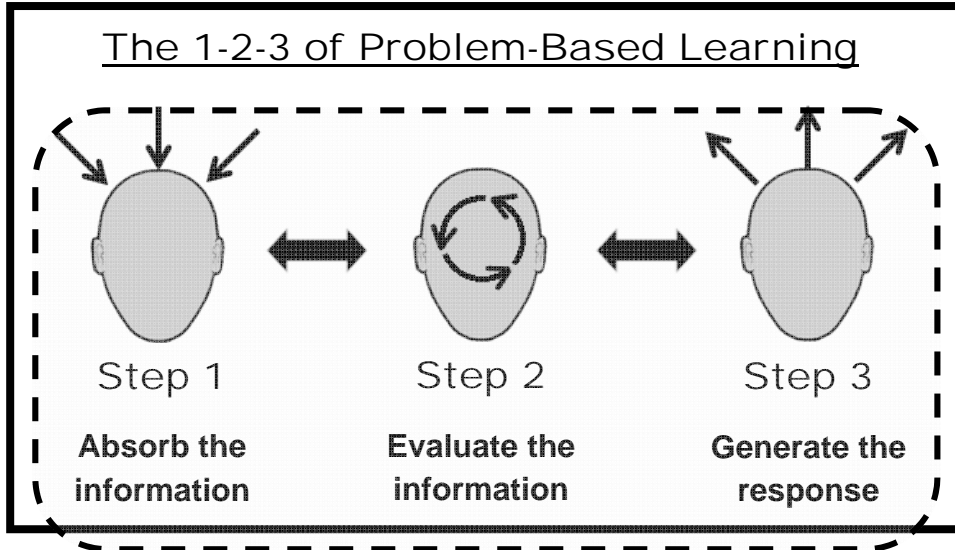 The 1-2-3 of Problem-Based Learning
Step 1
Step 2
Step 3
Absorb the
information
Evaluate the
information
Generate the
response